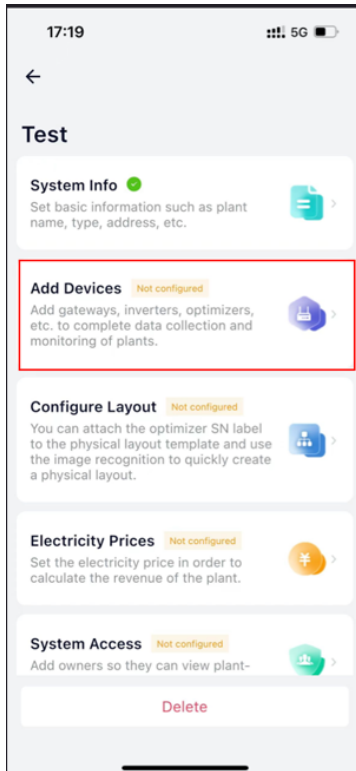 17:19 5G
Test
System Info
Set basic information such as plant
name, type, address, etc.
Add Devices Not configured
Add gateways, inverters, optimizers,
etc. to complete data collection and
monitoring of plants.
Configure Layout Not configured
You can attach the optimizer SN label
to the physical layout template and use
the image recognition to quickly create
a physical layout.
Electricity Prices Not configured
Set the electricity price in order to
calculate the revenue of the plant.
¥
System Access Not configured
Add owners so they can view plant-
Delete